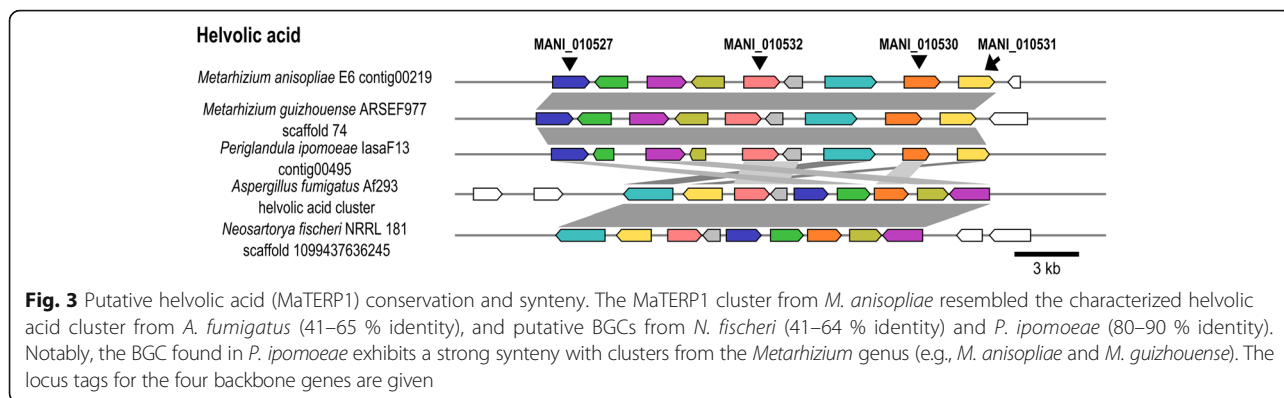 Helvolic acid
MANI_010527 MANI_010532 MANI_010530 MANI_010531
Metarhizium anisopliae E6 contig00219
Metarhizium guizhouense ARSEF977
scaffold 74
Periglandula ipomoeae IasaF13
contig00495
Aspergillus fumigatus Af293
helvolic acid cluster
Neosartorya fischeri NRRL 181
scaffold 1099437636245
3 kb
Fig. 3 Putative helvolic acid (MaTERP1) conservation and synteny. The MaTERP1 cluster from M. anisopliae resembled the characterized helvolic
acid cluster from A. fumigatus (41–65 % identity), and putative BGCs from N. fischeri (41–64 % identity) and P. ipomoeae (80–90 % identity).
Notably, the BGC found in P. ipomoeae exhibits a strong synteny with clusters from the Metarhizium genus (e.g., M. anisopliae and M. guizhouense). The
locus tags for the four backbone genes are given